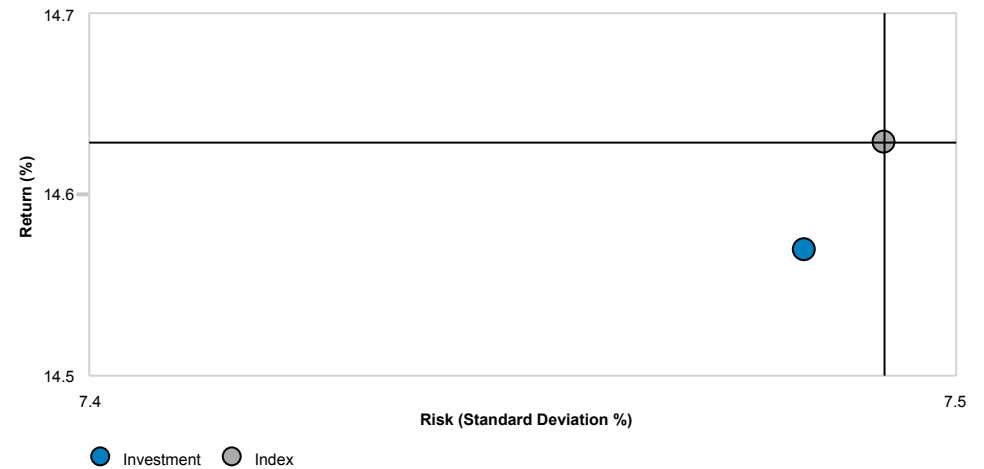 14.7
14.6
14.5
Return (%)
7.4
7.5
Risk (Standard Deviation %)
Investment
Index